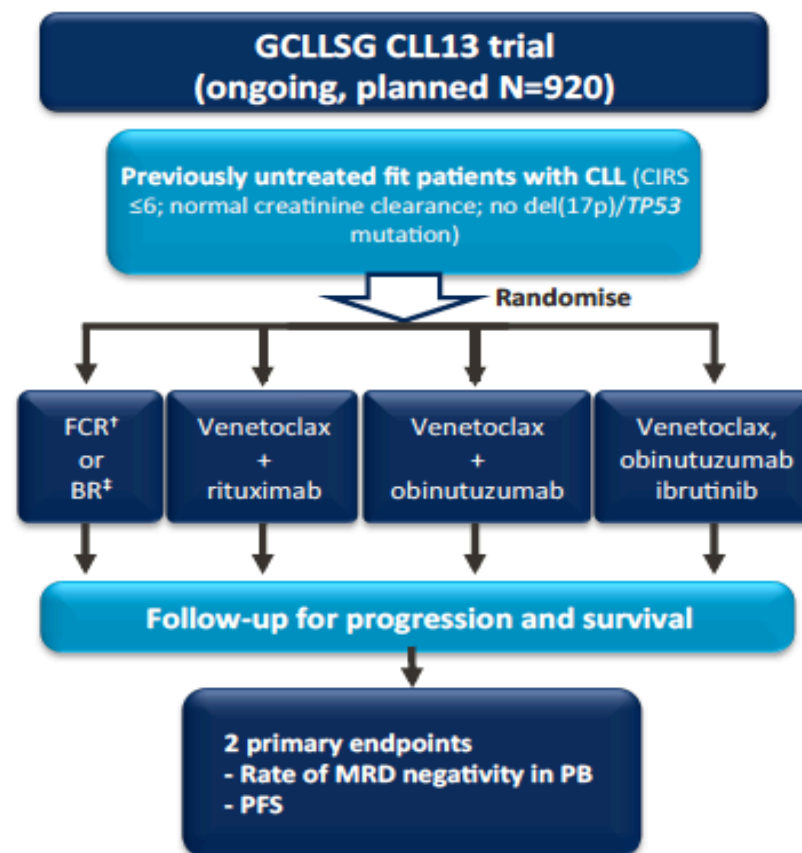 GCLLSG CLL13 trial
(ongoing, planned N=920)
Previously untreated fit patients with CLL (CIRS
≤6; normal creatinine clearance; no del(17p)/TP53
mutation)
Randomise
FCR†
or
BR‡
Venetoclax
+
rituximab
Venetoclax
+
obinutuzumab
Venetoclax,
obinutuzumab
ibrutinib
Follow-up for progression and survival
2 primary endpoints
- Rate of MRD negativity in PB
- PFS